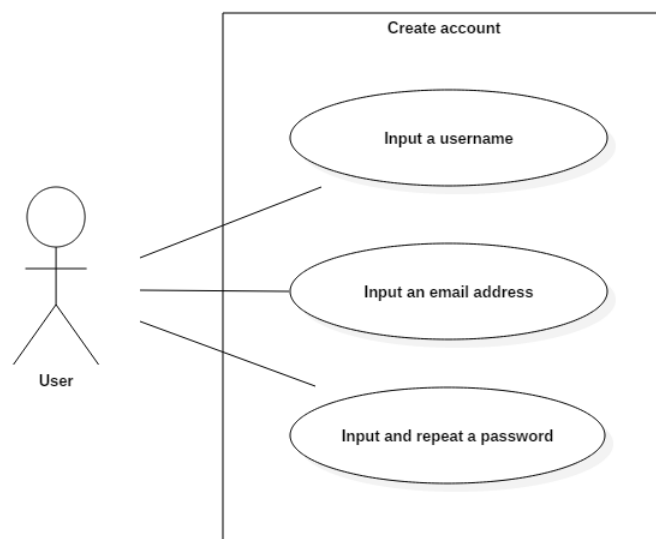 Create account
Input a username
Input an email address
Input and repeat a password
User